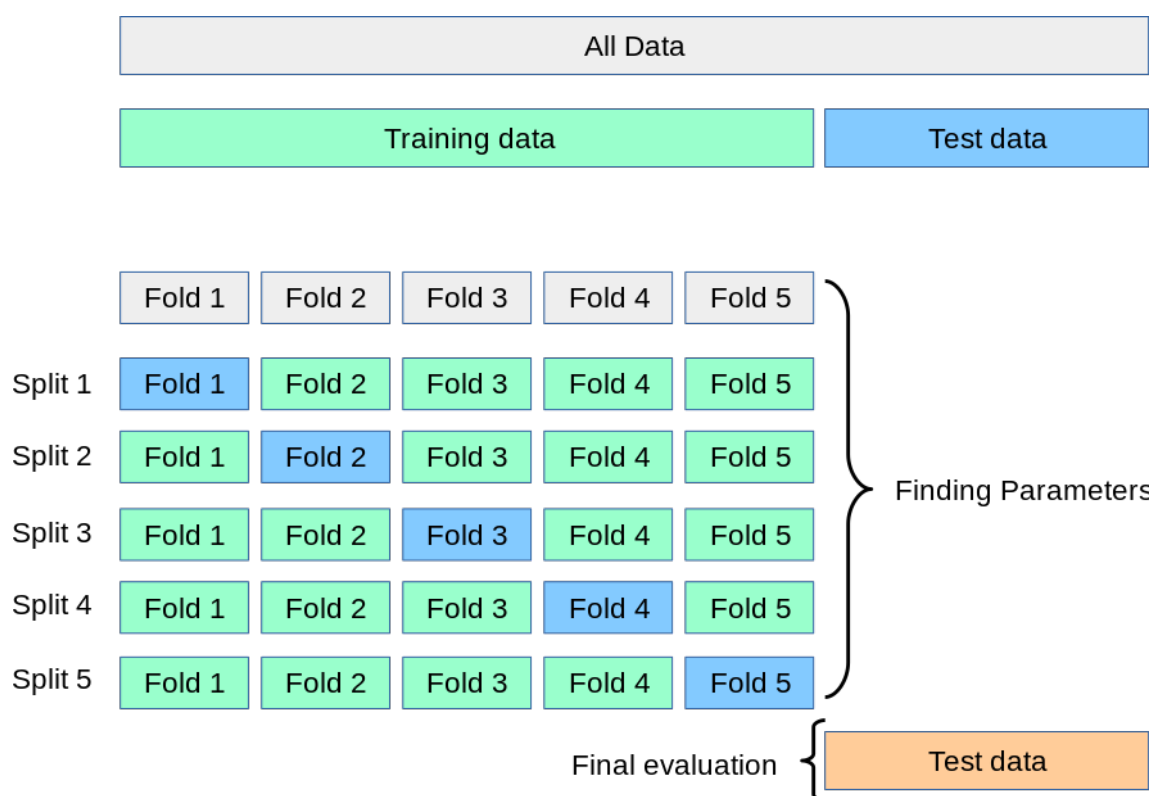 All Data
Training data Test data
Fold 1 Fold 2 Fold 3 Fold 4 Fold 5
Split 1 Fold 1 Fold 2 Fold 3 Fold 4 Fold 5
Split 2 Fold 1 Fold 2 Fold 3 Fold 4 Fold 5
Finding Parameters
Split 3 Fold 1 Fold 2 Fold 3 Fold 4 Fold 5
Split 4 Fold 1 Fold 2 Fold 3 Fold 4 Fold 5
Split 5 Fold 1 Fold 2 Fold 3 Fold 4 Fold 5
Final evaluation Test data